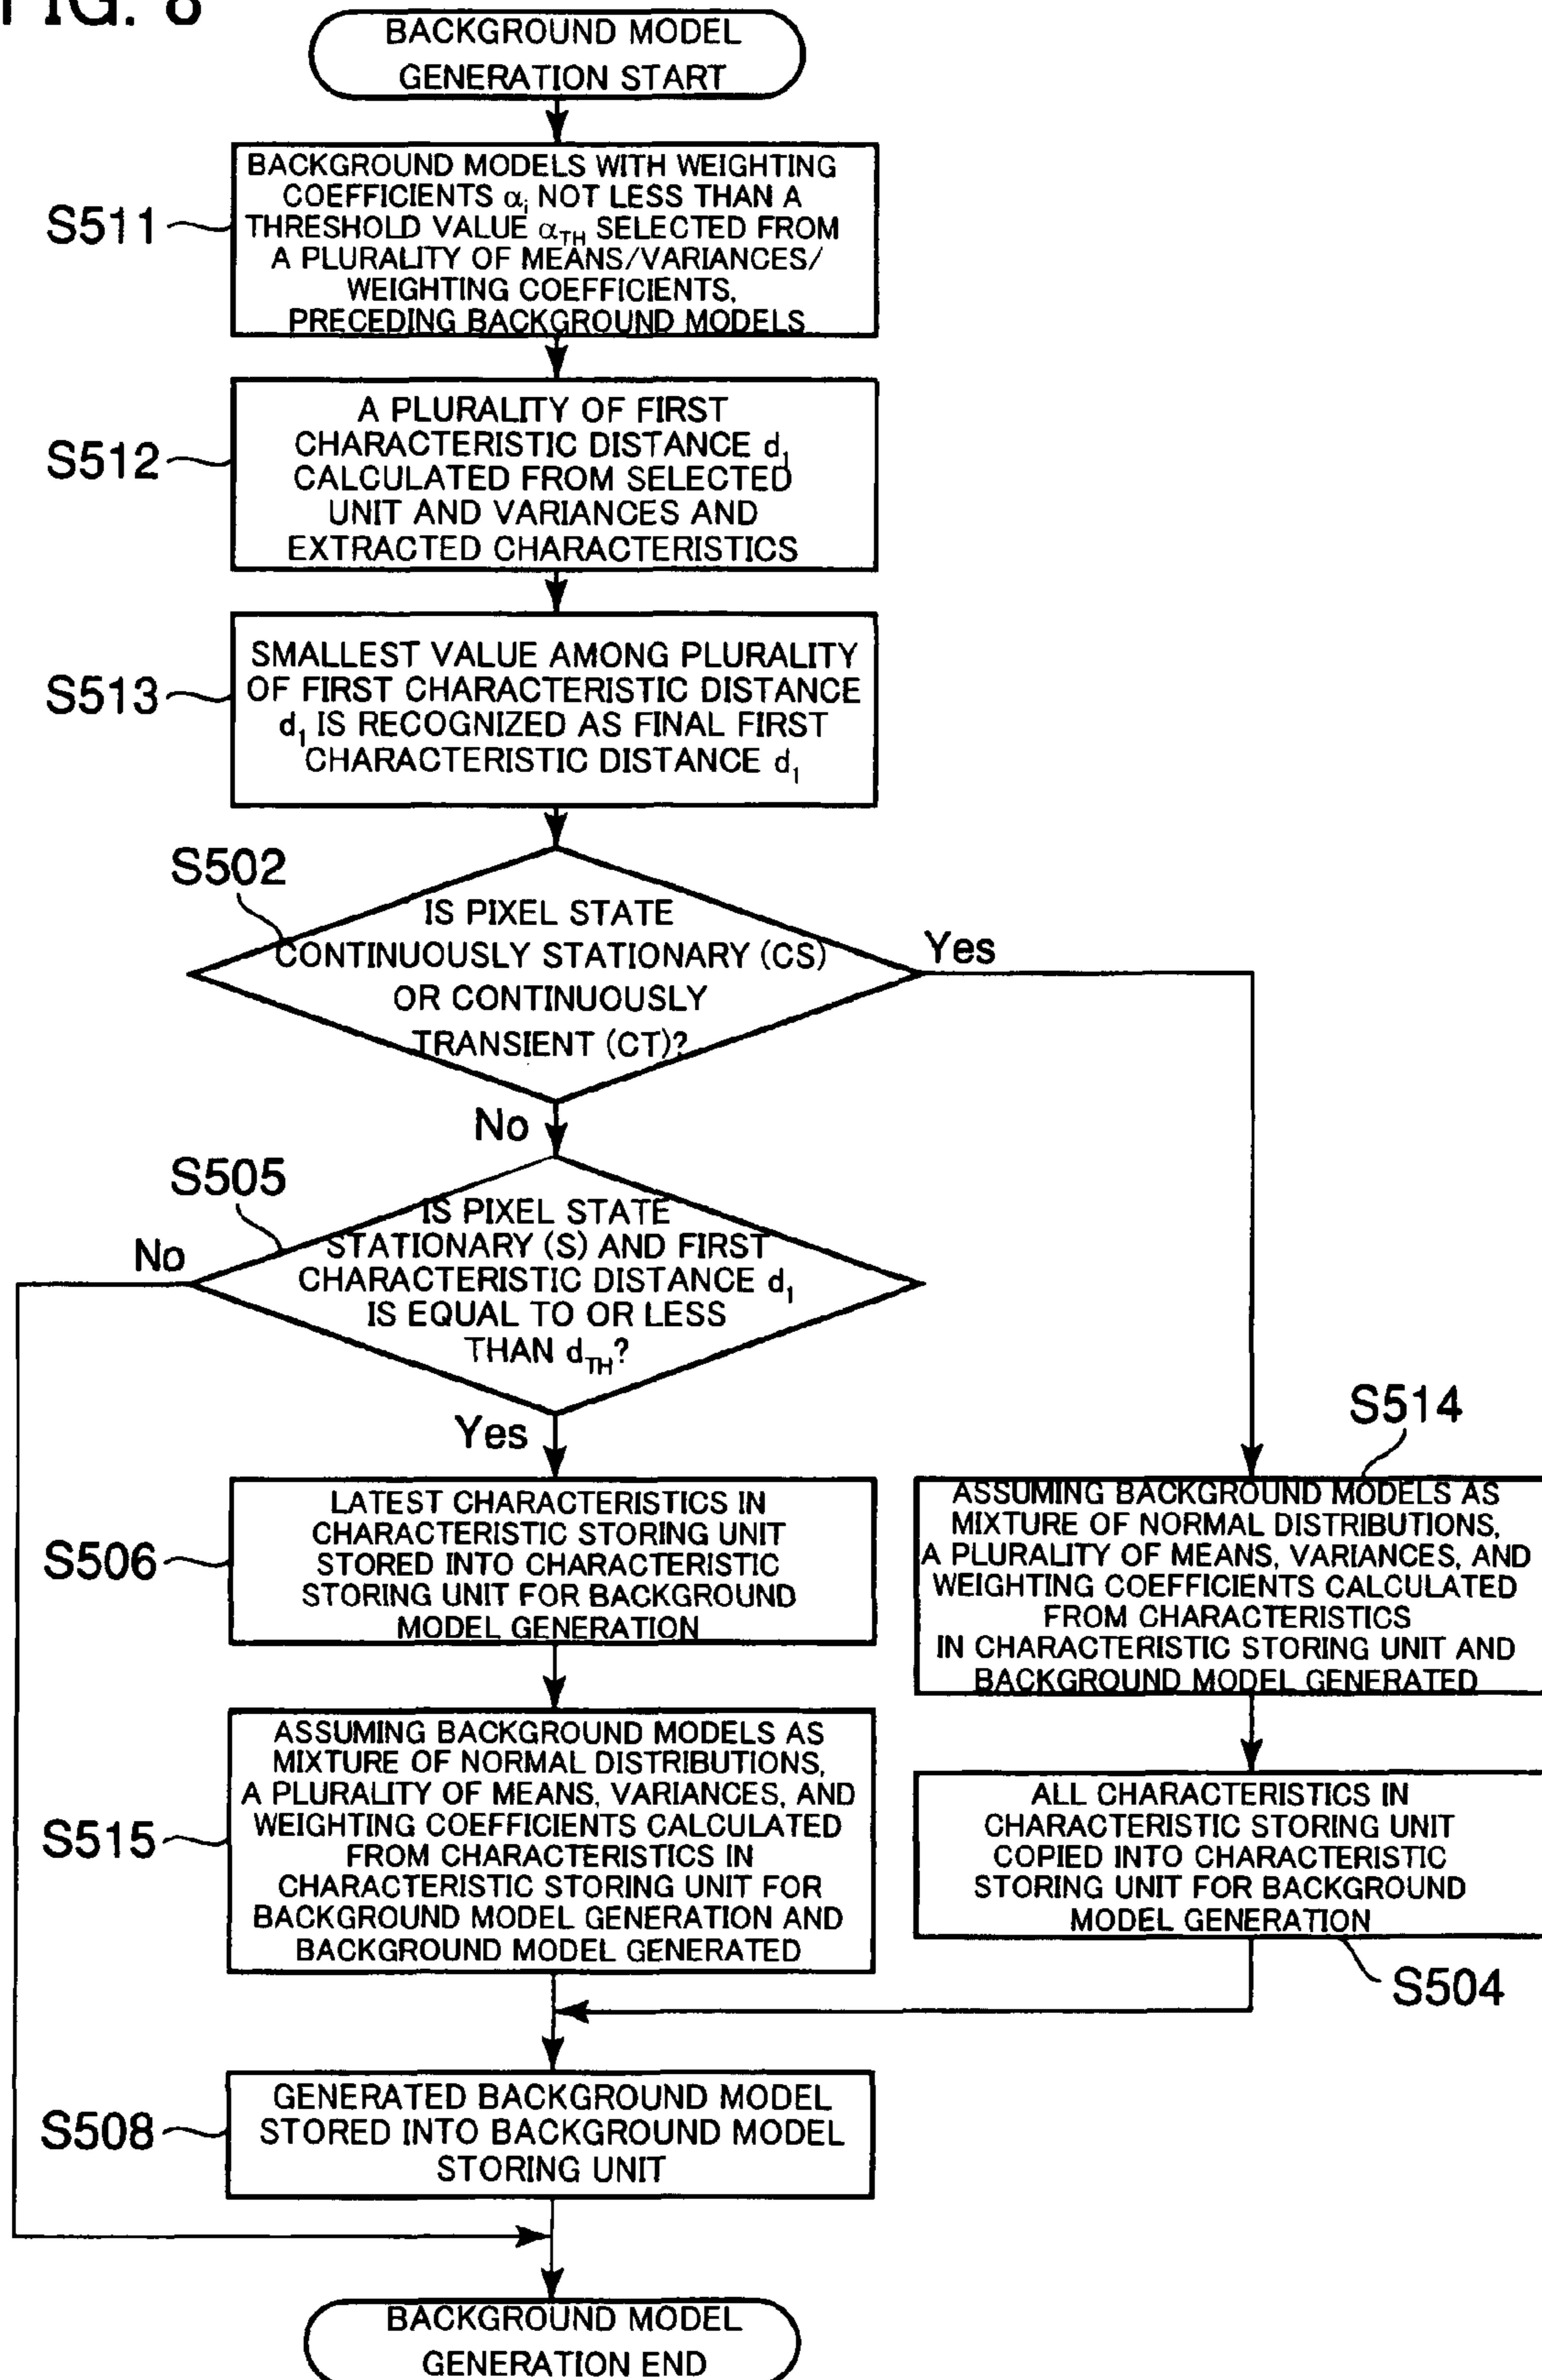 FIG. 8
BACKGROUND MODEL
GENERATION START
S511
BACKGROUND MODELS WITH WEIGHTING
COEFFICIENTS αi NOT LESS THAN A
THRESHOLD VALUE αTH SELECTED FROM
A PLURALITY OF MEANS/VARIANCES/
WEIGHTING COEFFICIENTS,
PRECEDING BACKGROUND MODELS
S512
A PLURALITY OF FIRST
CHARACTERISTIC DISTANCE d1
CALCULATED FROM SELECTED
UNIT AND VARIANCES AND
EXTRACTED CHARACTERISTICS
S513
SMALLEST VALUE AMONG PLURALITY
OF FIRST CHARACTERISTIC DISTANCE
d1 IS RECOGNIZED AS FINAL FIRST
CHARACTERISTIC DISTANCE d1
S502
IS PIXEL STATE
CONTINUOUSLY STATIONARY (CS)
OR CONTINUOUSLY
TRANSIENT (CT)?
Yes
No
S505
IS PIXEL STATE
STATIONARY (S) AND FIRST
CHARACTERISTIC DISTANCE d1
IS EQUAL TO OR LESS
THAN dTH?
No
Yes
S506
LATEST CHARACTERISTICS IN
CHARACTERISTIC STORING UNIT
STORED INTO CHARACTERISTIC
STORING UNIT FOR BACKGROUND
MODEL GENERATION
S514
ASSUMING BACKGROUND MODELS AS
MIXTURE OF NORMAL DISTRIBUTIONS,
A PLURALITY OF MEANS, VARIANCES, AND
WEIGHTING COEFFICIENTS CALCULATED
FROM CHARACTERISTICS
IN CHARACTERISTIC STORING UNIT AND
BACKGROUND MODEL GENERATED
S515
ASSUMING BACKGROUND MODELS AS
MIXTURE OF NORMAL DISTRIBUTIONS,
A PLURALITY OF MEANS, VARIANCES, AND
WEIGHTING COEFFICIENTS CALCULATED
FROM CHARACTERISTICS IN
CHARACTERISTIC STORING UNIT FOR
BACKGROUND MODEL GENERATION AND
BACKGROUND MODEL GENERATED
ALL CHARACTERISTICS IN
CHARACTERISTIC STORING UNIT
COPIED INTO CHARACTERISTIC
STORING UNIT FOR BACKGROUND
MODEL GENERATION
S504
S508
GENERATED BACKGROUND MODEL
STORED INTO BACKGROUND MODEL
STORING UNIT
BACKGROUND MODEL
GENERATION END